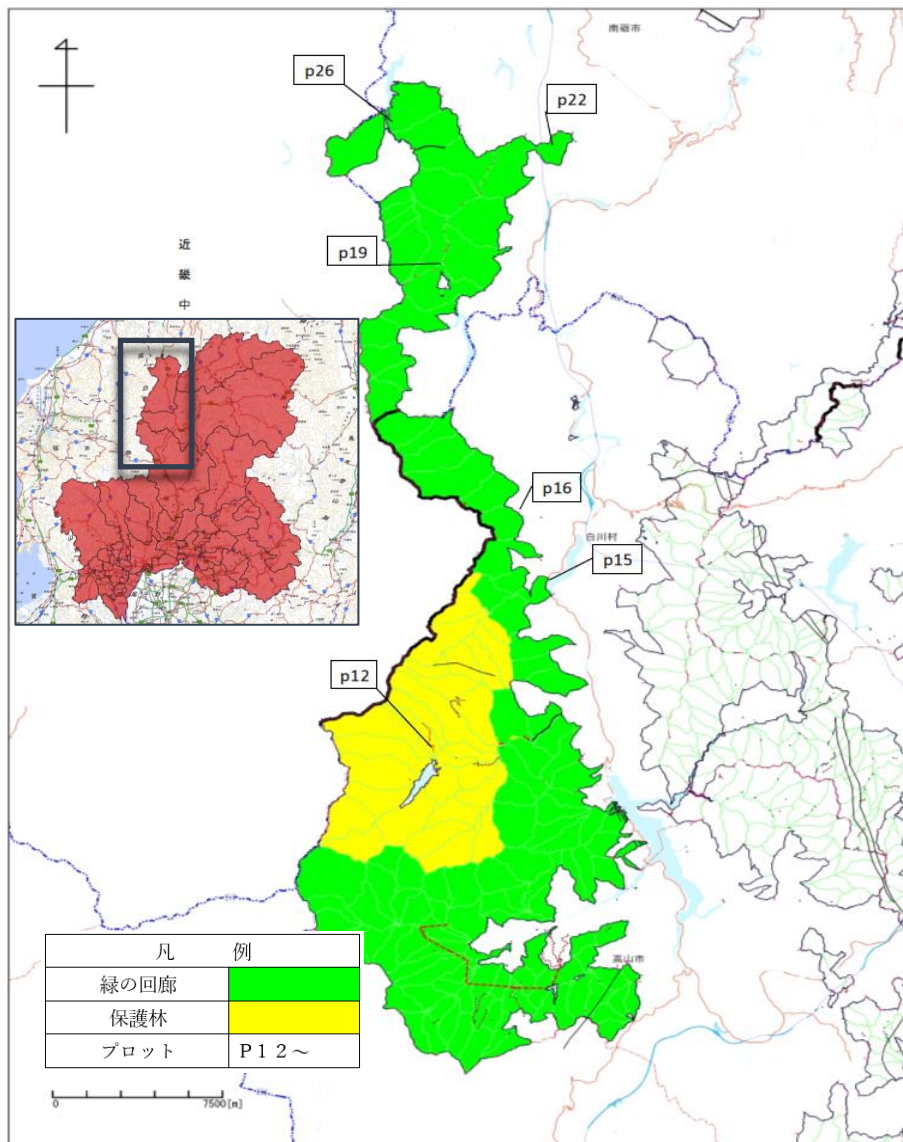 南砺市
p26
p22
近
畿
中
p19
p16
白川村
p15
p12
高山市
凡 例
緑の回廊
保護林
プロット P12～
0 7500[m]